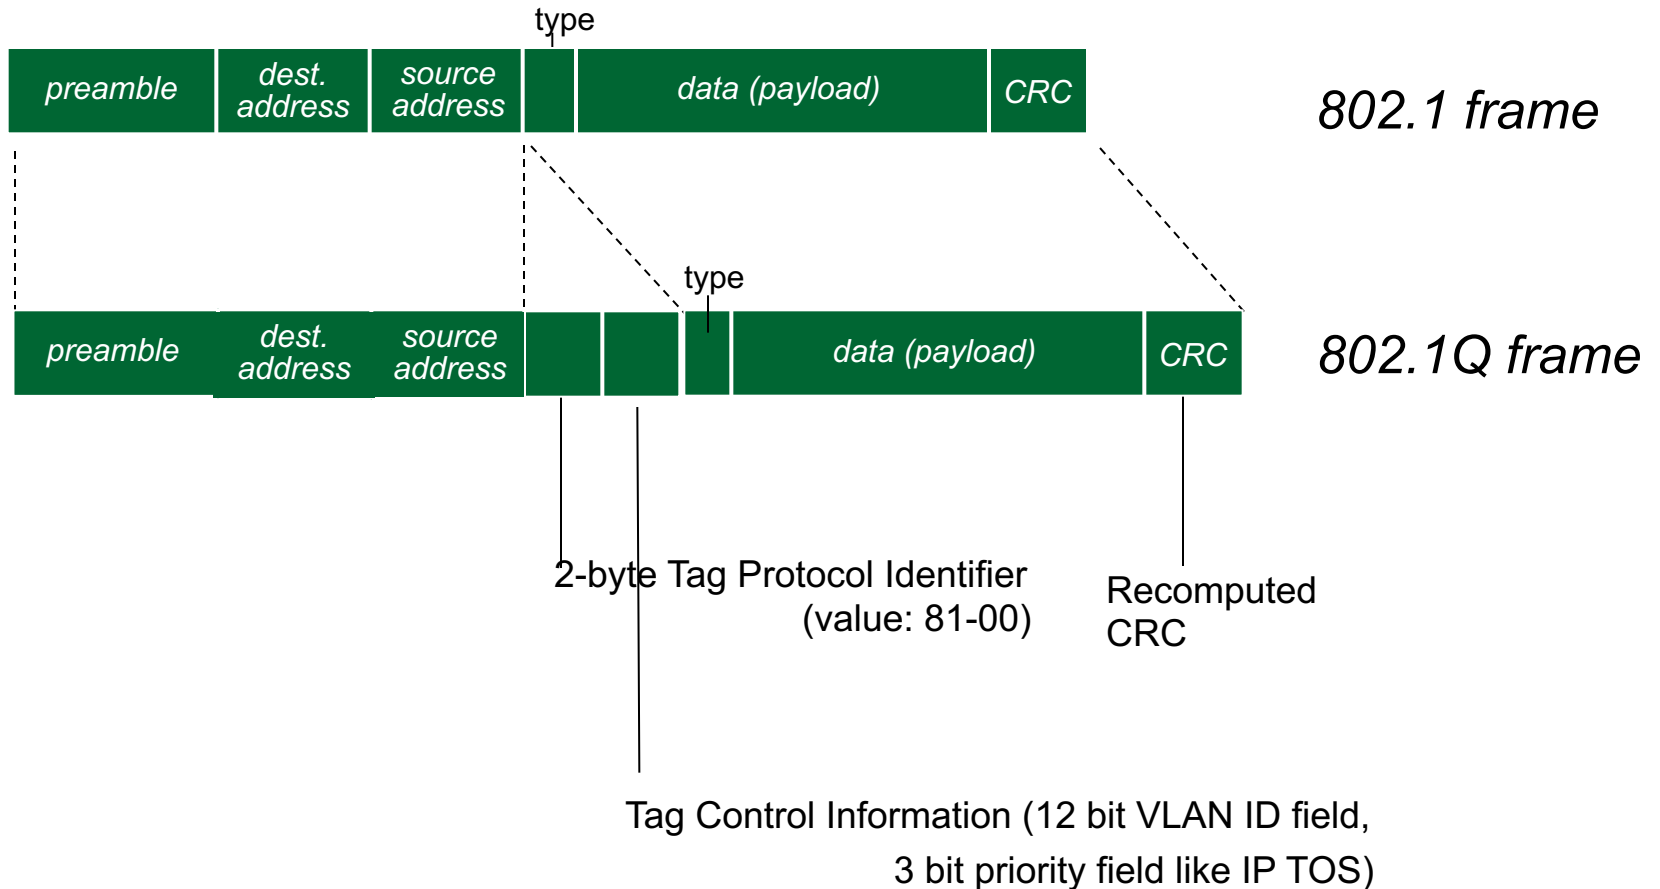 type
preamble
dest.
address
source
address
data (payload)
CRC
802.1 frame
type
preamble
dest.
address
source
address
data (payload)
CRC
802.1Q frame
2-byte Tag Protocol Identifier
(value: 81-00)
Recomputed
CRC
Tag Control Information (12 bit VLAN ID field,
3 bit priority field like IP TOS)